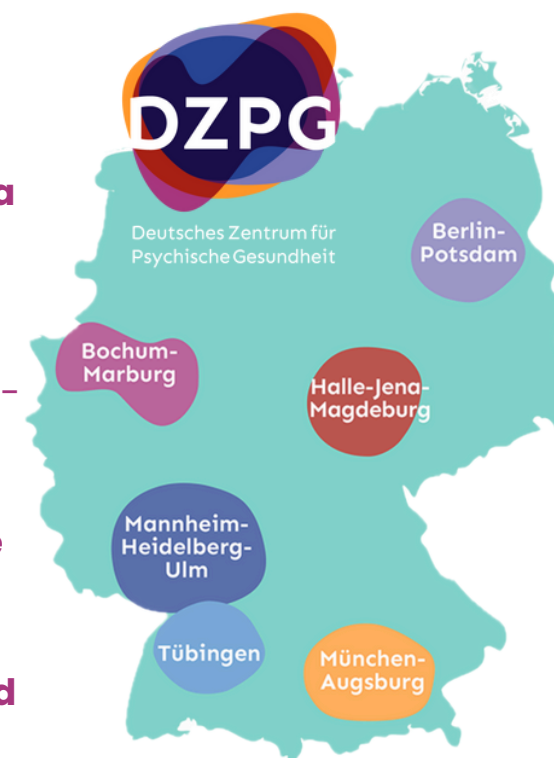 DZPG
a
Deutsches Zentrum für
Psychische Gesundheit
Berlin-
Potsdam
Bochum-
Marburg
–
Halle-Jena-
Magdeburg
Mannheim-
Heidelberg-
Ulm
e
Tübingen
München-
Augsburg
d